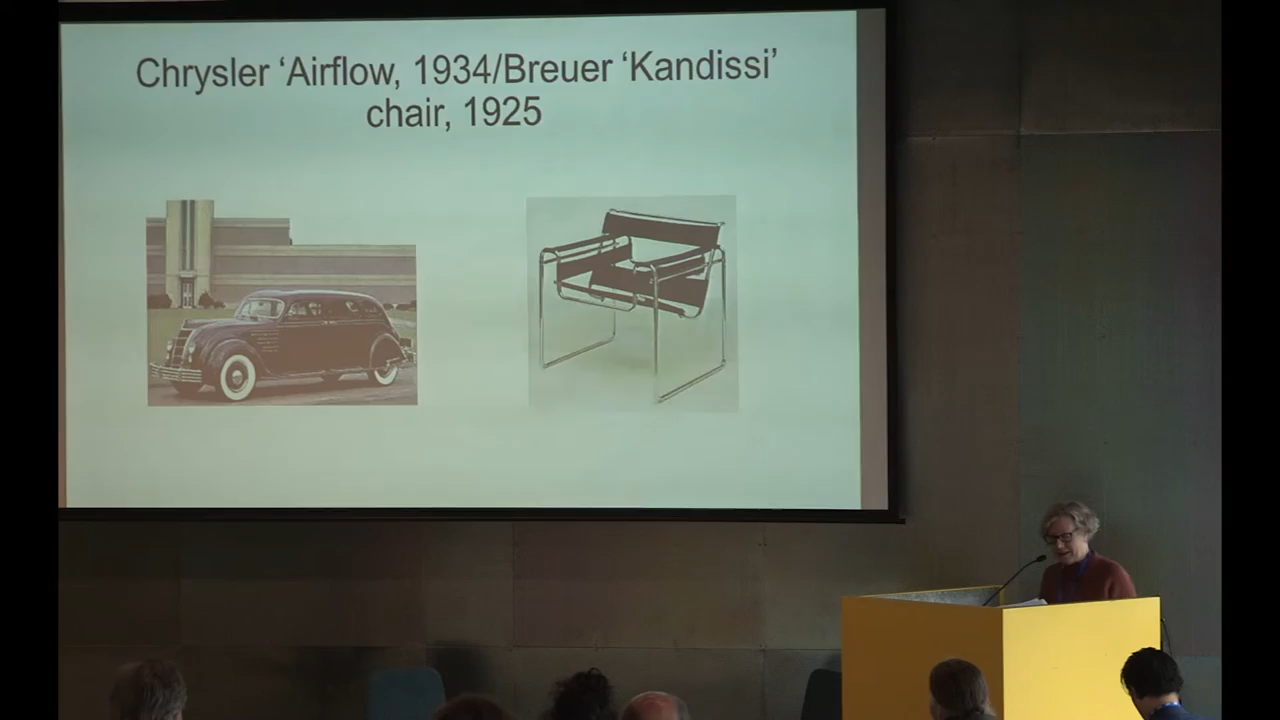 Chrysler ‘Airflow, 1934/Breuer ‘Kandissi’
chair, 1925